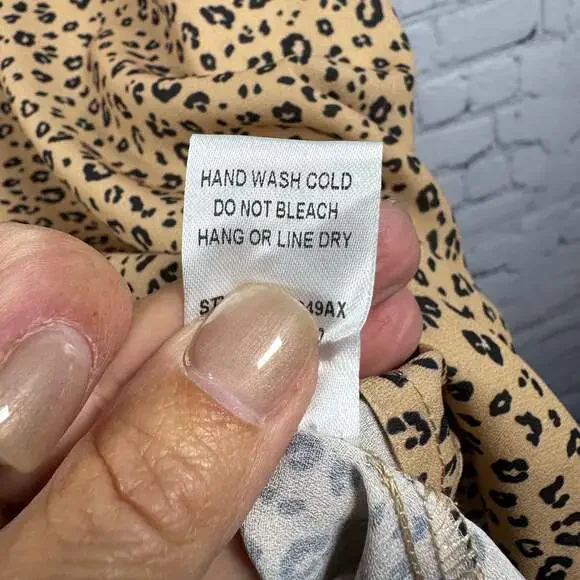 HAND WASH COLD
DO NOT BLEACH
HANG OR LINE DRY